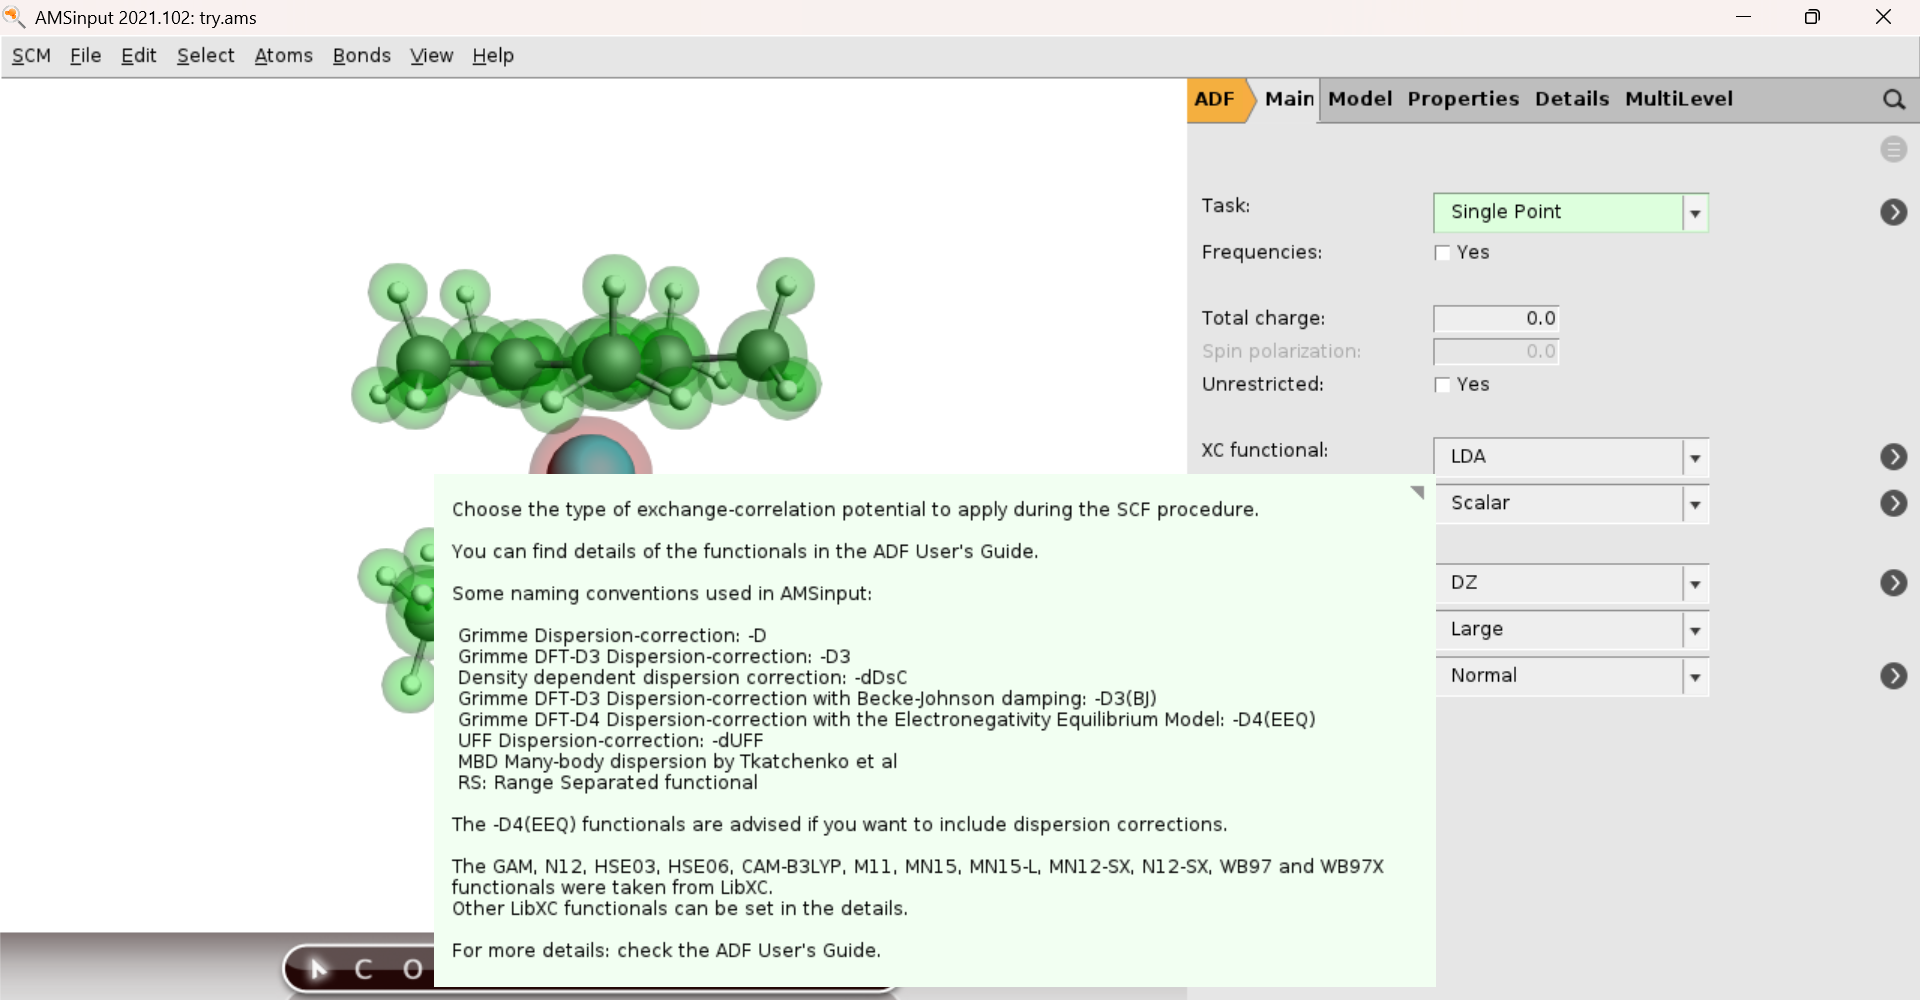 AMSinput 2021.102: try.ams
SCM File Edit Select Atoms Bonds View Help
ADF Main Model Properties Details MultiLevel
Task: Single Point
Frequencies: Yes
Total charge: 0.0
Spin polarization: 0.0
Unrestricted: Yes
XC functional: LDA
Scalar
DZ
Large
Normal
Choose the type of exchange-correlation potential to apply during the SCF procedure.
You can find details of the functionals in the ADF User's Guide.
Some naming conventions used in AMSinput:
Grimme Dispersion-correction: -D
Grimme DFT-D3 Dispersion-correction: -D3
Density dependent dispersion correction: -dDsC
Grimme DFT-D3 Dispersion-correction with Becke-Johnson damping: -D3(BJ)
Grimme DFT-D4 Dispersion-correction with the Electronegativity Equilibrium Model: -D4(EEQ)
UFF Dispersion-correction: -dUFF
MBD Many-body dispersion by Tkatchenko et al
RS: Range Separated functional
The -D4(EEQ) functionals are advised if you want to include dispersion corrections.
The GAM, N12, HSE03, HSE06, CAM-B3LYP, M11, MN15, MN15-L, MN12-SX, N12-SX, WB97 and WB97X
functionals were taken from LibXC.
Other LibXC functionals can be set in the details.
For more details: check the ADF User's Guide.
C O